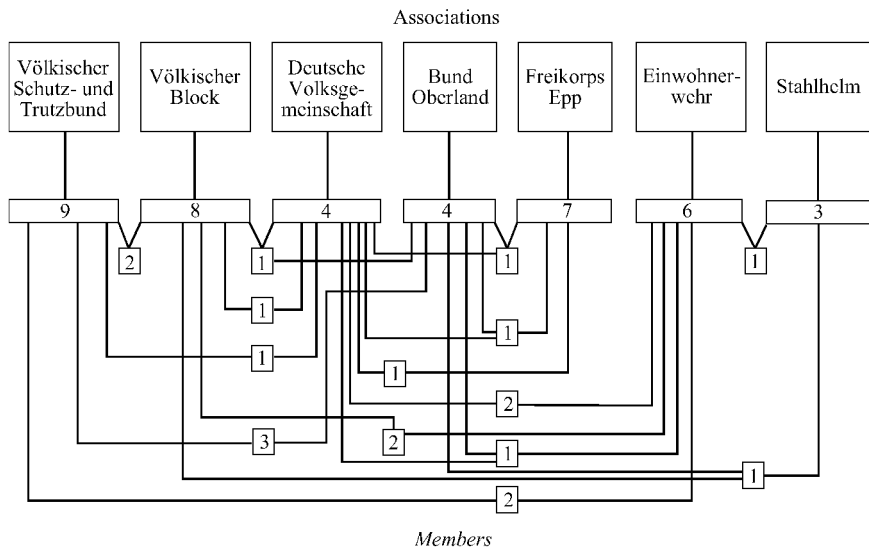 Associations
Völkischer
Schutz- und
Trutzbund
Völkischer
Block
Deutsche
Volksge-
meinschaft
Bund
Oberland
Freikorps
Epp
Einwohner-
wehr
Stahlhelm
9 8 4 4 7 6 3
2 1 1 1
1
1
1
1
2
2
3
1
1
2
Members